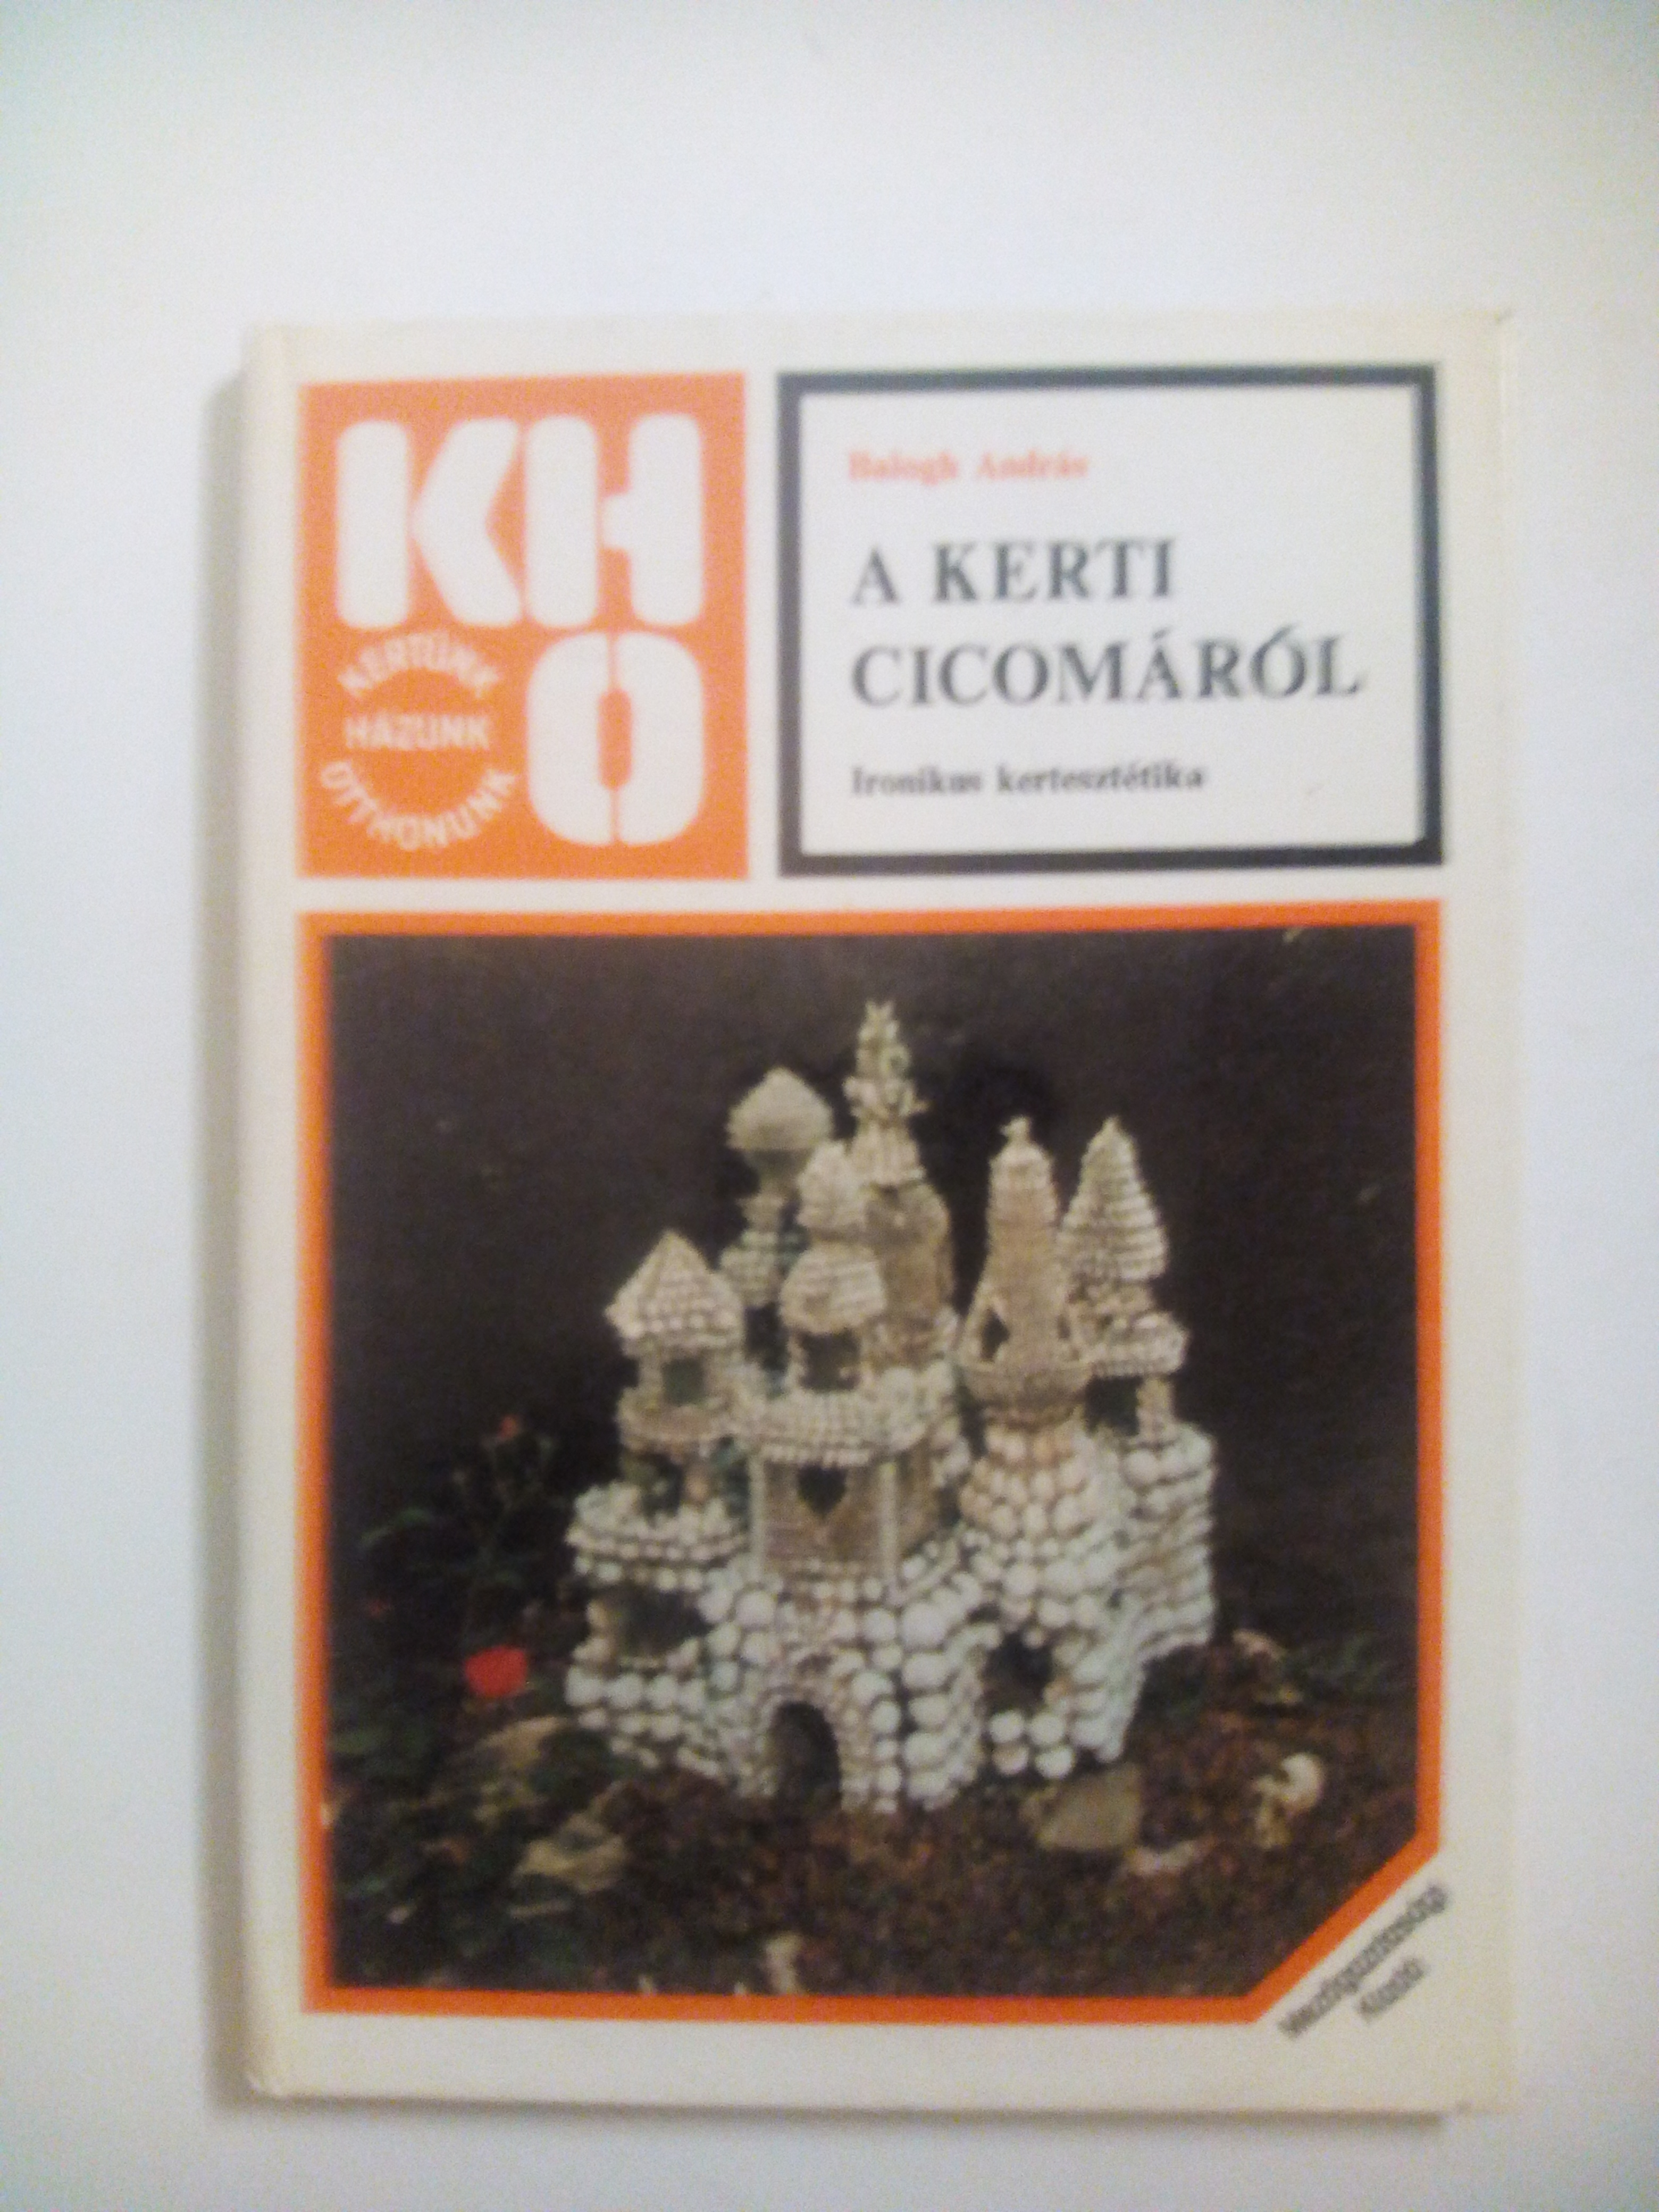 KH
O
KERTÜNK
HÁZUNK
OTTHONUNK
Balogh András
A KERTI
CICOMÁRÓL
Ironikus kertesztétika
Mezőgazdasági
Kiadó